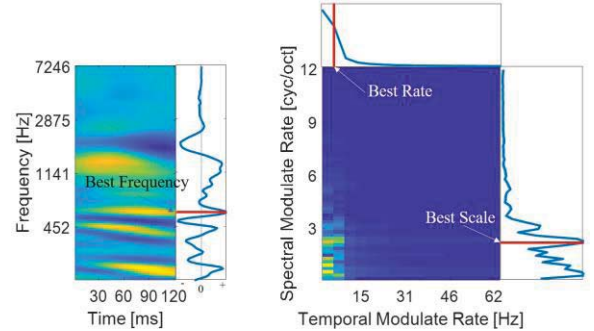 7246
2875
1141
452
Frequency [Hz]
Best Frequency
30 60 90 120
- 0 +
Time [ms]
12
9
6
3
Spectral Modulate Rate [cyc/oct]
Best Rate
Best Scale
15 31 46 62
Temporal Modulate Rate [Hz]